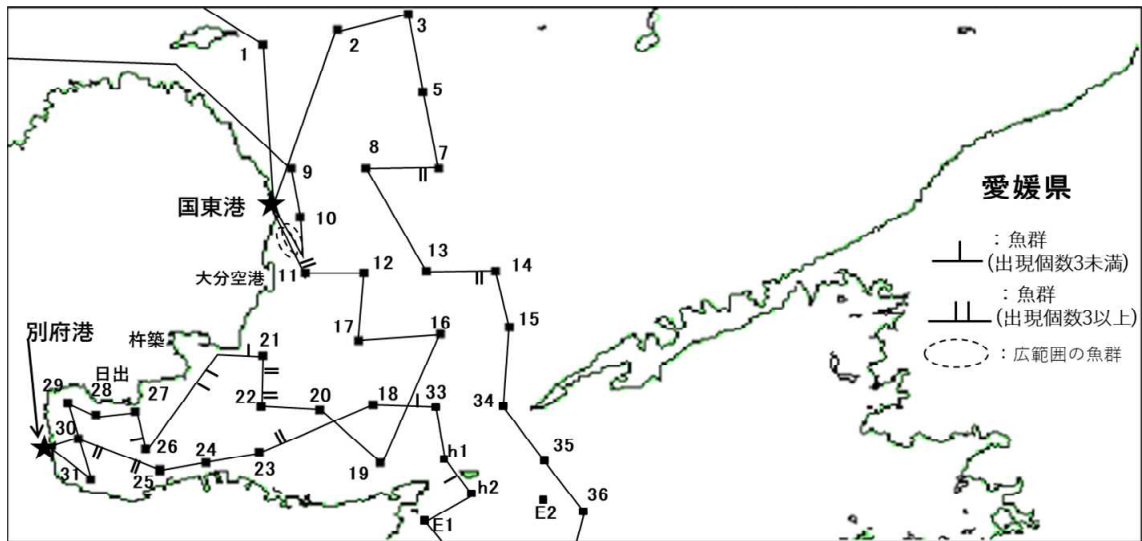 3
2
1
5
8
7
9
愛媛県
国東港
10
：魚群
(出現個数3未満)
13
14
大分空港
11
12
：魚群
(出現個数3以上)
15
17
16
別府港
杵築
21
：広範囲の魚群
日出
29
28
27
22
20
18
33
34
30
26
h1
35
31
25
24
23
19
h2
36
E1
E2